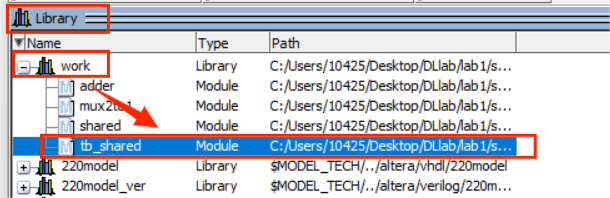 Library
Name Type Path
work Library C:/Users/10425/Desktop/DLlab/lab1/s...
adder Module C:/Users/10425/Desktop/DLlab/lab1/s...
mux2to1 Module C:/Users/10425/Desktop/DLlab/lab1/s...
shared Module C:/Users/10425/Desktop/DLlab/lab1/s...
tb_shared Module C:/Users/10425/Desktop/DLlab/lab1/s...
220model Library $MODEL_TECH/../altera/vhdl/220model
220model_ver Library $MODEL_TECH/../altera/verilog/220m...